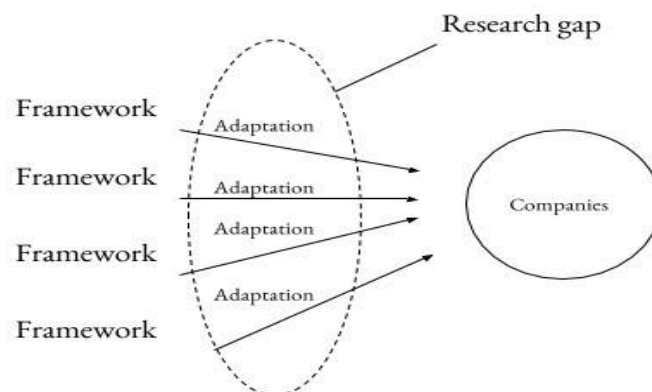 Research gap
Framework
Adaptation
Framework
Adaptation
Companies
Adaptation
Framework
Adaptation
Framework